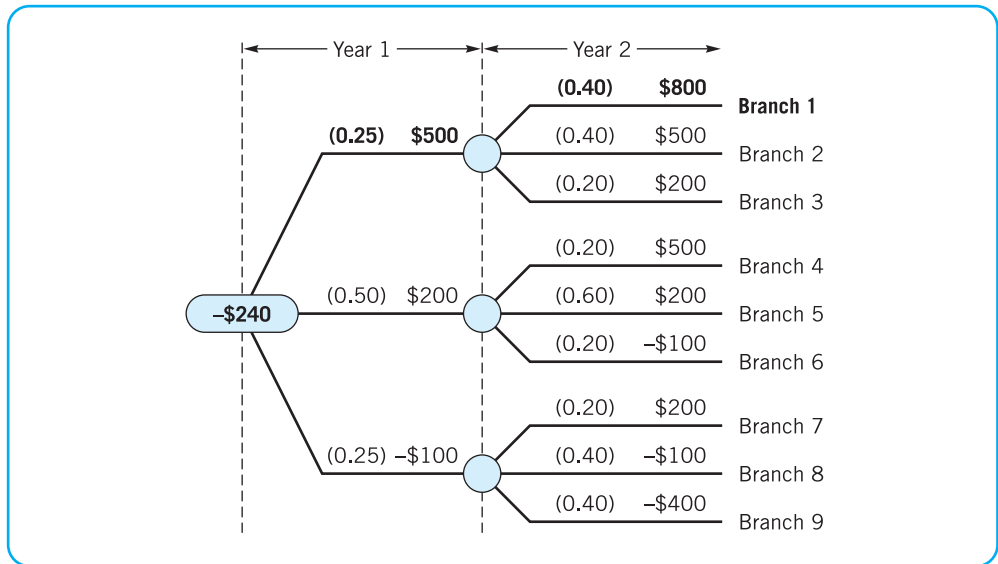 Year 1 Year 2
(0.40) $800 Branch 1
(0.25) $500 (0.40) $500 Branch 2
(0.20) $200 Branch 3
(0.20) $500 Branch 4
–$240 (0.50) $200 (0.60) $200 Branch 5
(0.20) –$100 Branch 6
(0.20) $200 Branch 7
(0.25) –$100 (0.40) –$100 Branch 8
(0.40) –$400 Branch 9